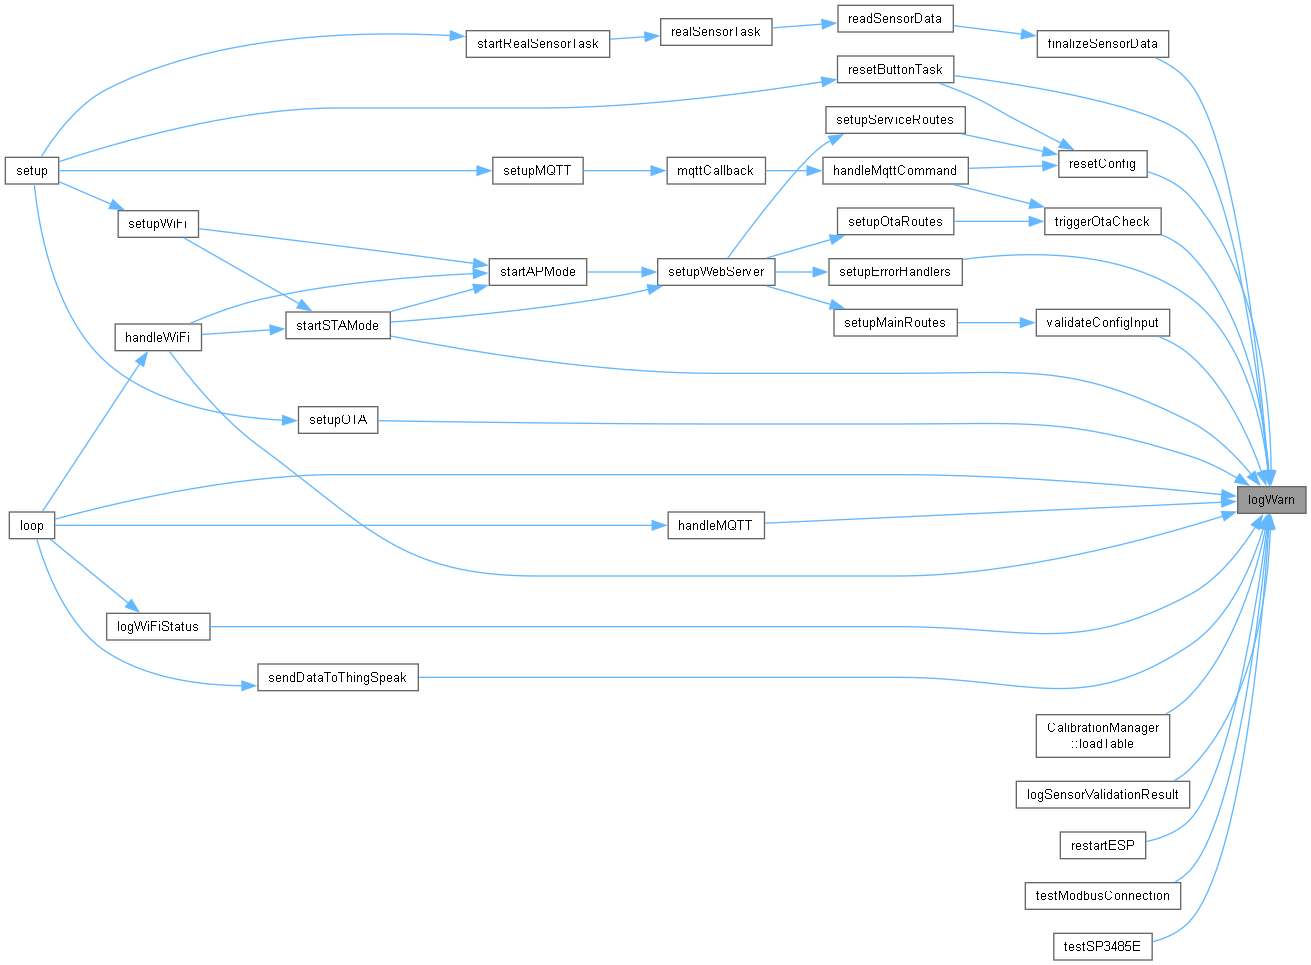 readSensorData
realSensorTask
startRealSensorTask
finalizeSensorData
resetButtonTask
setupServiceRoutes
resetConfig
setup
setupMQTT
mqttCallback
handleMqttCommand
setupWiFi
setupOtaRoutes
triggerOtaCheck
startAPMode
setupWebServer
setupErrorHandlers
startSTAMode
handleWiFi
setupMainRoutes
validateConfigInput
setupOTA
logWarn
loop
handleMQTT
logWiFiStatus
sendDataToThingSpeak
CalibrationManager
::loadTable
logSensorValidationResult
restartESP
testModbusConnection
testSP3485E